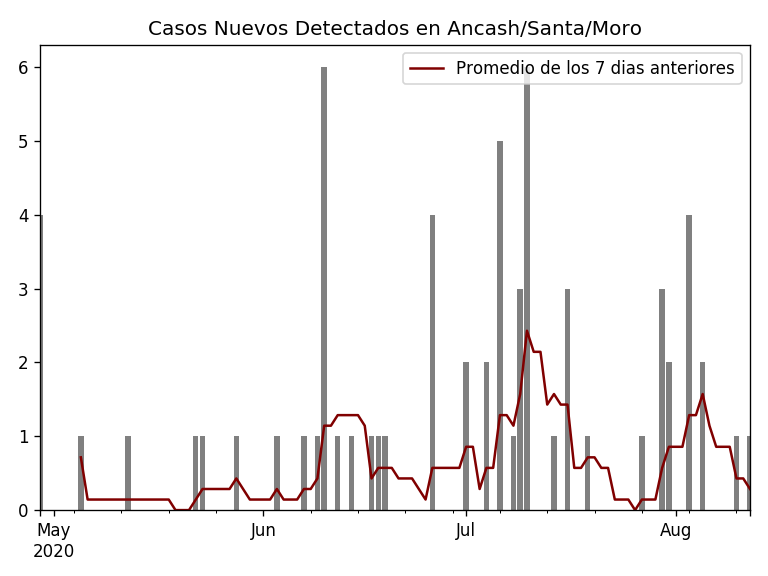 Casos Nuevos Detectados en Ancash/Santa/Moro
Promedio de los 7 dias anteriores
6
5
4
3
2
1
0
May Jun Jul Aug
2020